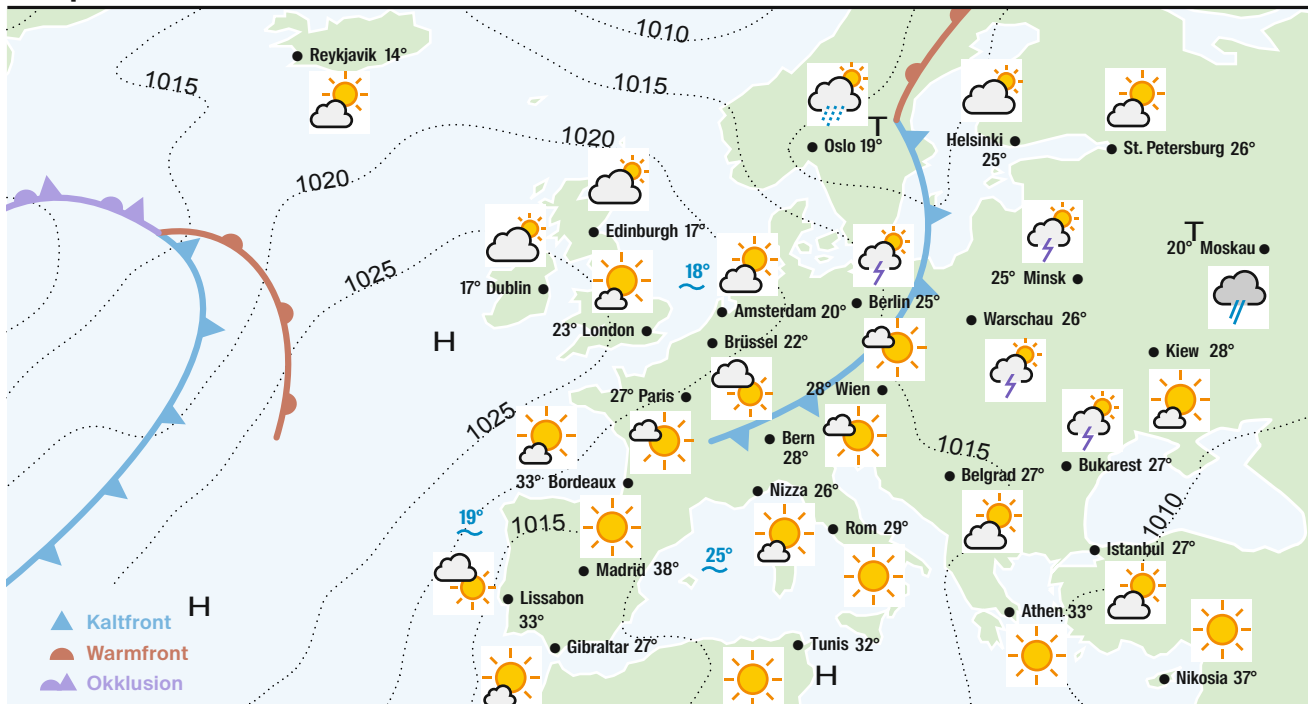 1010
Reykjavik 14°
1015
1015
T
1020
Oslo 19°
Helsinki
25°
St. Petersburg 26°
1020
Edinburgh 17°
T
20° Moskau
1025
18°
17° Dublin
25° Minsk
Amsterdam 20°
Berlin 25°
Warschau 26°
H
23° London
Brüssel 22°
Kiew 28°
27° Paris
28° Wien
1025
Bern
28°
1015
Belgrad 27°
Bukarest 27°
33° Bordeaux
Nizza 26°
19°
1015
Rom 29°
1010
25°
Istanbul 27°
Madrid 38°
H
Lissabon
33°
Athen 33°
Kaltfront
Gibraltar 27°
Tunis 32°
Warmfront
H
Nikosia 37°
Okklusion